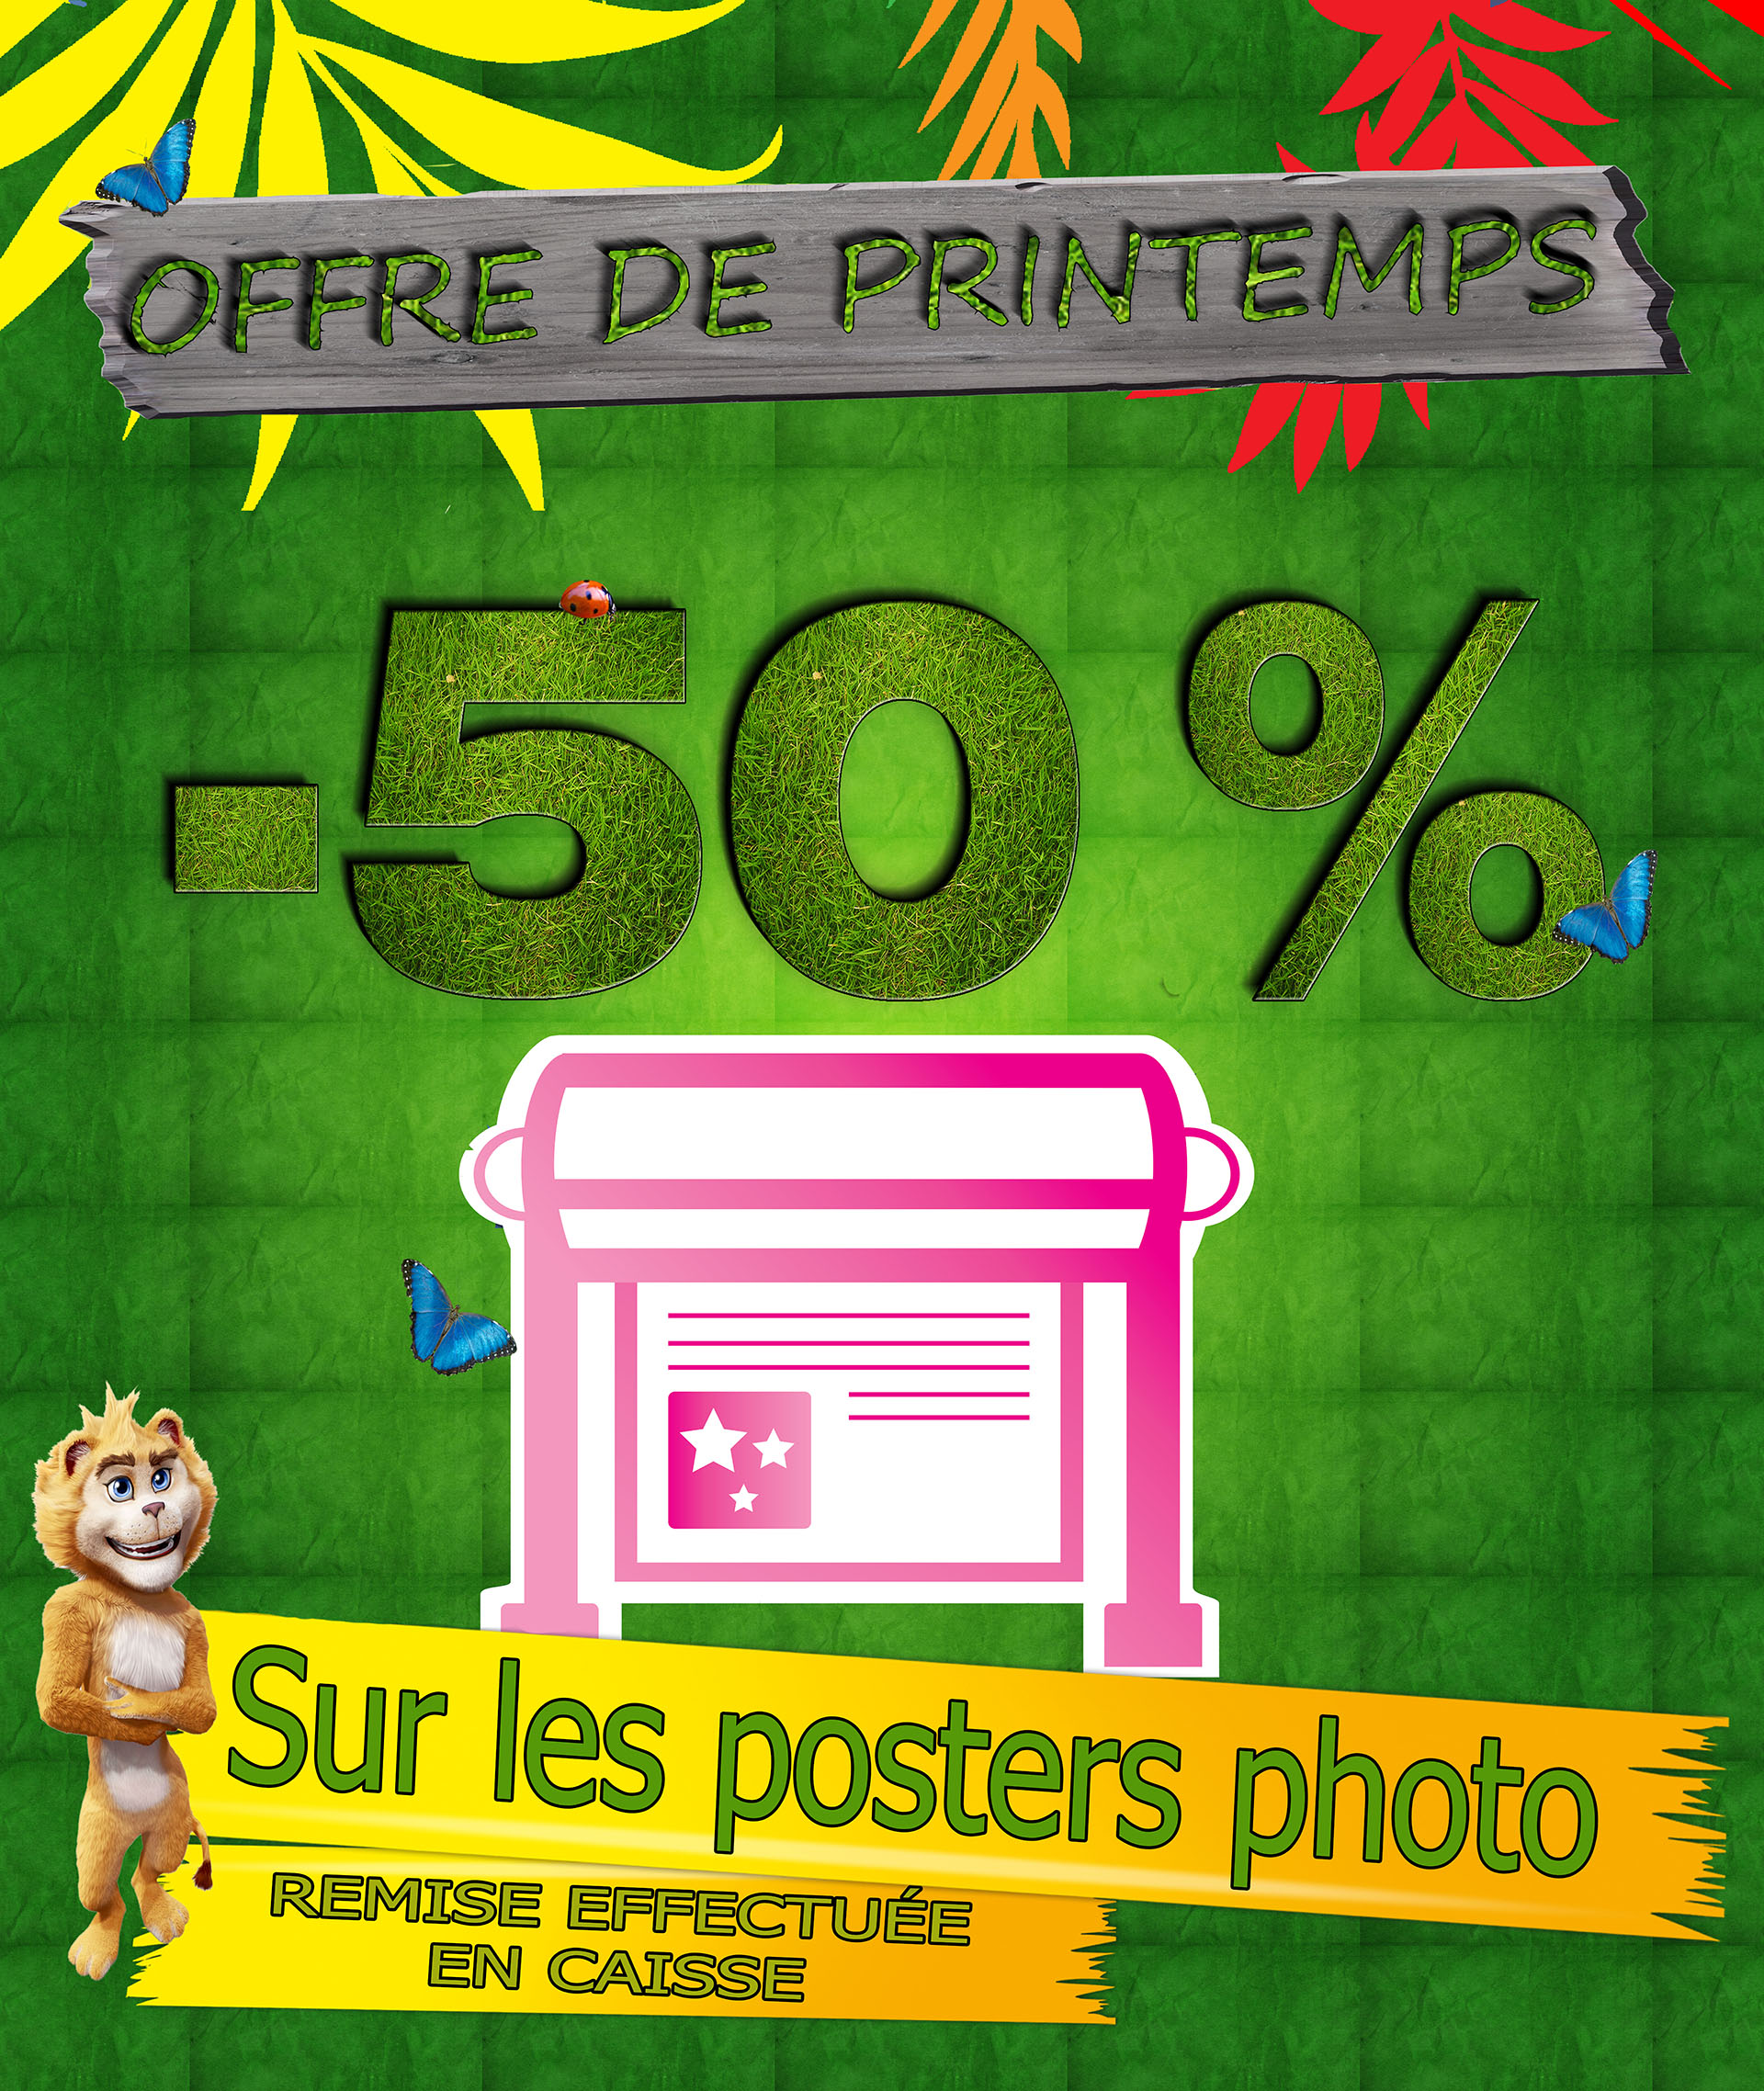 OFFRE DE PRINTEMPS
-50 %
Sur les posters photo
REMISE EFFECTUÉE
EN CAISSE